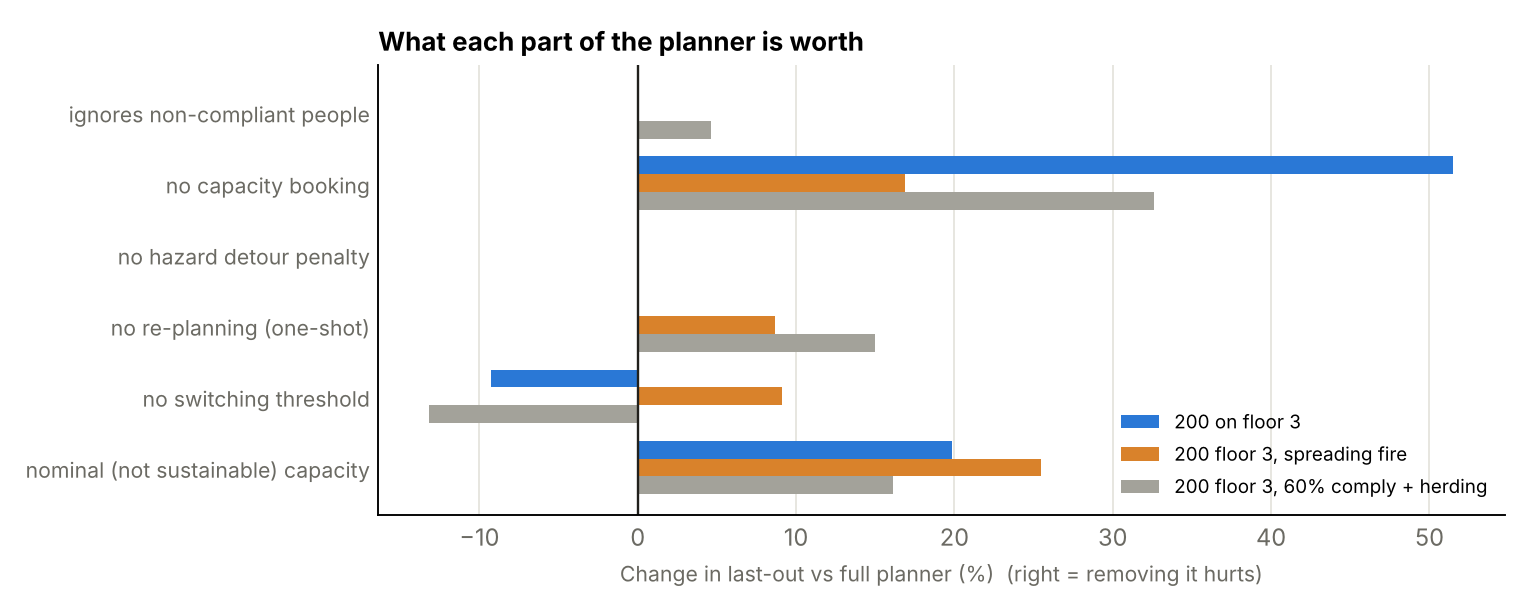 What each part of the planner is worth
ignores non-compliant people
no capacity booking
no hazard detour penalty
no re-planning (one-shot)
no switching threshold
nominal (not sustainable) capacity
200 on floor 3
200 floor 3, spreading fire
200 floor 3, 60% comply + herding
−10 0 10 20 30 40 50
Change in last-out vs full planner (%) (right = removing it hurts)